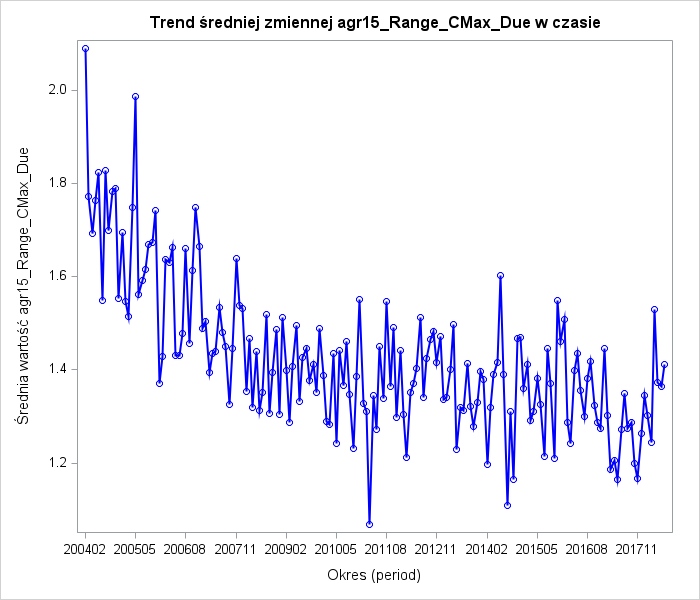 Trend średniej zmiennej agr15_Range_CMax_Due w czasie
Średnia wartość agr15_Range_CMax_Due
2.0
1.8
1.6
1.4
1.2
200402 200505 200608 200711 200902 201005 201108 201211 201402 201505 201608 201711
Okres (period)